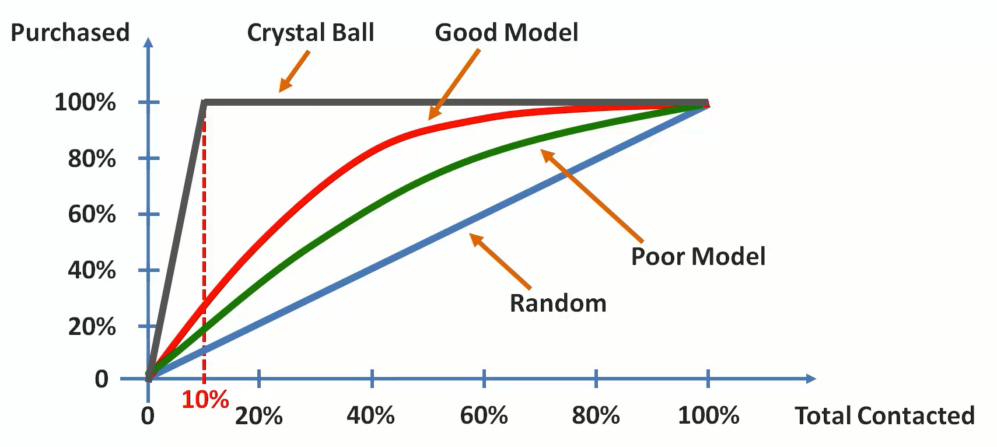 Purchased
Crystal Ball
Good Model
100%
80%
60%
40%
20%
0
Poor Model
Random
10%
0
20%
40%
60%
80%
100%
Total Contacted